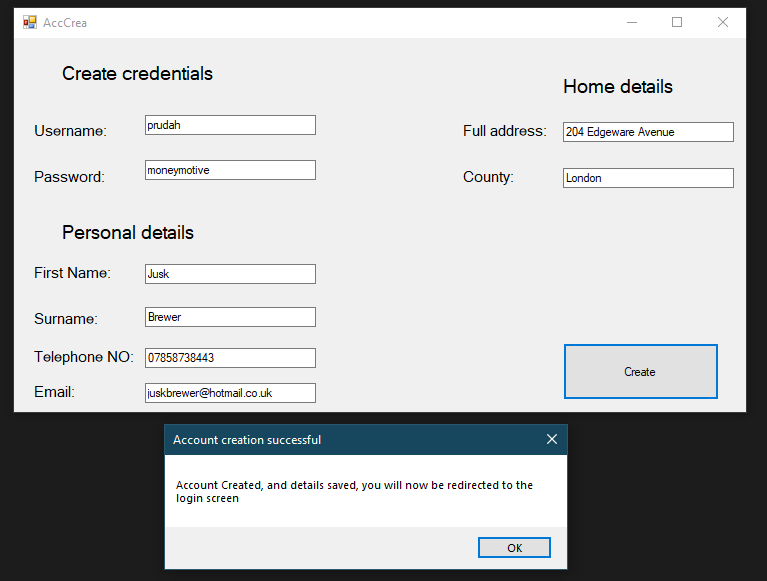 AccCrea
Create credentials
Home details
Username: prudah
Full address: 204 Edgeware Avenue
Password: moneymotive
County: London
Personal details
First Name: Jusk
Surname: Brewer
Telephone NO: 07858738443
Create
Email: juskbrewer@hotmail.co.uk
Account creation successful
Account Created, and details saved, you will now be redirected to the
login screen
OK